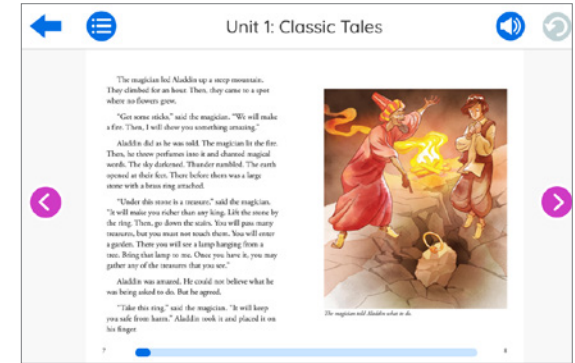 Unit 1: Classic Tales
The magician led Aladdin up a steep mountain.
They climbed for an hour. Then, they came to a spot
where no flowers grew.
"Get some sticks," said the magician. "We will make
a fire. Then, I will show you something amazing."
Aladdin did as he was told. The magician lit the fire.
Then, he threw perfumes into it and chanted magical
words. The sky darkened. Thunder rumbled. The earth
opened at their feet. There before them was a large
stone with a brass ring attached.
"Under this stone is a treasure," said the magician.
"It will make you richer than any king. Lift the stone by
the ring. Then, go down the stairs. You will pass many
treasures, but you must not touch them. You will enter
a garden. There you will see a lamp hanging from a
tree. Bring that lamp to me. Once you have it, you may
gather any of the treasures that you see."
Aladdin was amazed. He could not believe what he
was being asked to do. But he agreed.
"Take this ring," said the magician. "It will keep
you safe from harm." Aladdin took it and placed it on
his finger.
The magician told Aladdin what to do.
7
8